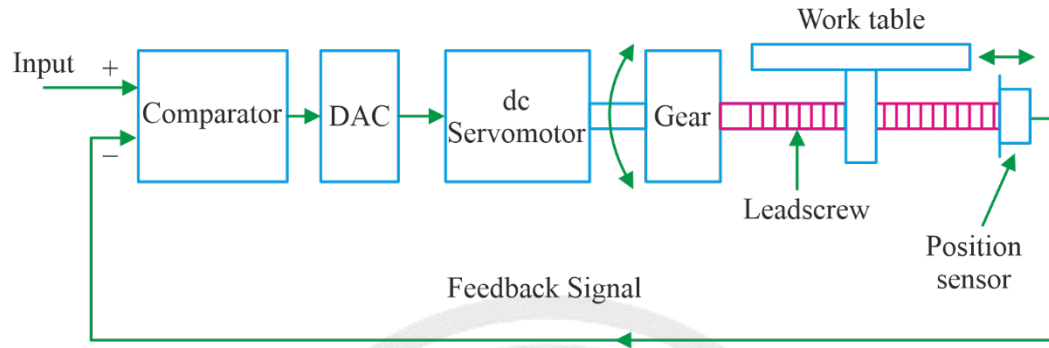 Work table
Input
+
Comparator
DAC
dc
Servomotor
Gear
−
Leadscrew
Position
sensor
Feedback Signal